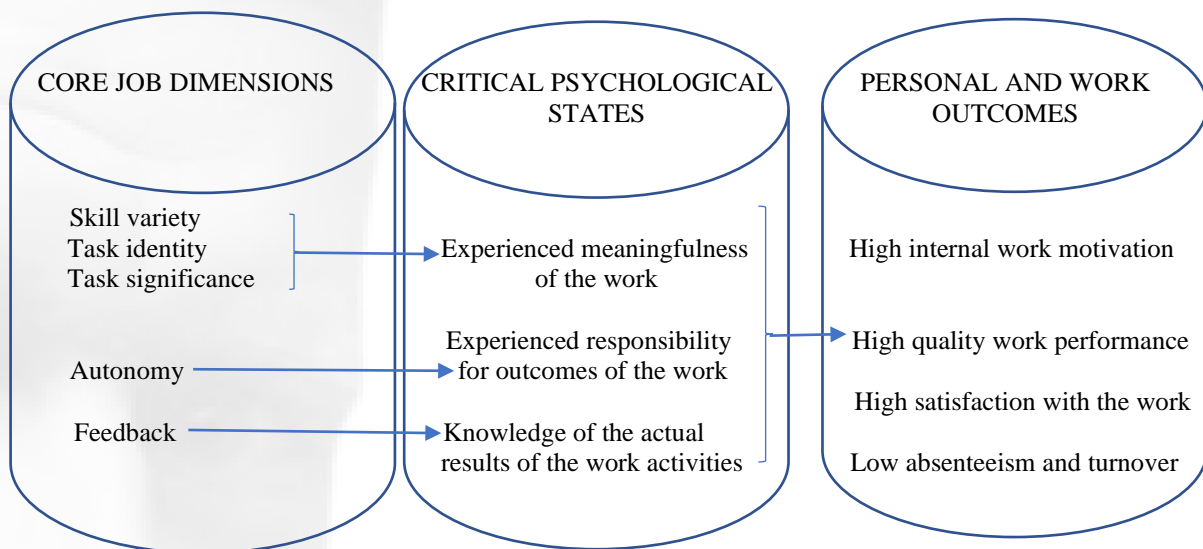 CORE JOB DIMENSIONS
CRITICAL PSYCHOLOGICAL
STATES
PERSONAL AND WORK
OUTCOMES
Skill variety
Task identity
Task significance
Autonomy
Feedback
Experienced meaningfulness
of the work
Experienced responsibility
for outcomes of the work
Knowledge of the actual
results of the work activities
High internal work motivation
High quality work performance
High satisfaction with the work
Low absenteeism and turnover